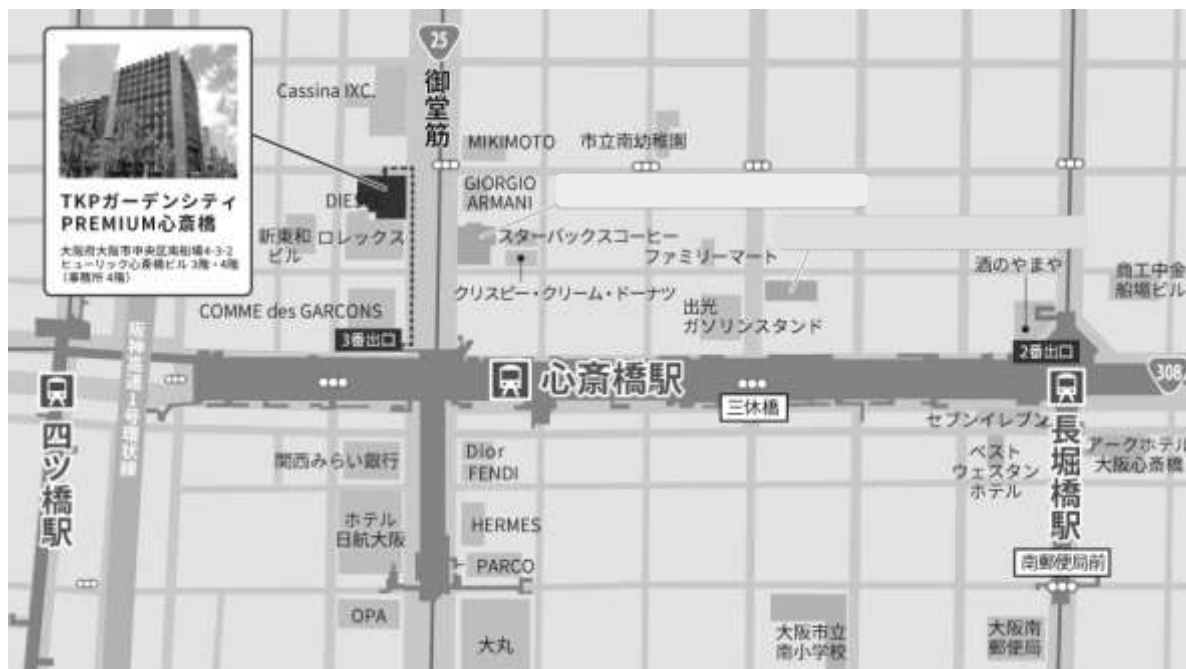 25
御堂筋
Cassina IXC.
MIKIMOTO
市立南幼稚園
GIORGIO
ARMANI
DIESEL
TKPガーデンシティ
PREMIUM心斎橋
大阪府大阪市中央区南船場4-3-2
ヒューリック心斎橋ビル 3階・4階
(事務所 4階)
新東和
ビル
ロレックス
スターバックスコーヒー
ファミリーマート
酒のやまや
商工中金
船場ビル
クリスピー・クリーム・ドーナツ
出光
ガソリンスタンド
COMME des GARCONS
3番出口
2番出口
308
心斎橋駅
三休橋
阪神高速1号環状線
四ツ橋駅
長堀橋駅
セブンイレブン
ベスト
ウェスタン
ホテル
アークホテル
大阪心斎橋
関西みらい銀行
Dior
FENDI
ホテル
日航大阪
HERMES
PARCO
南郵便局前
OPA
大丸
大阪市立
南小学校
大阪南
郵便局